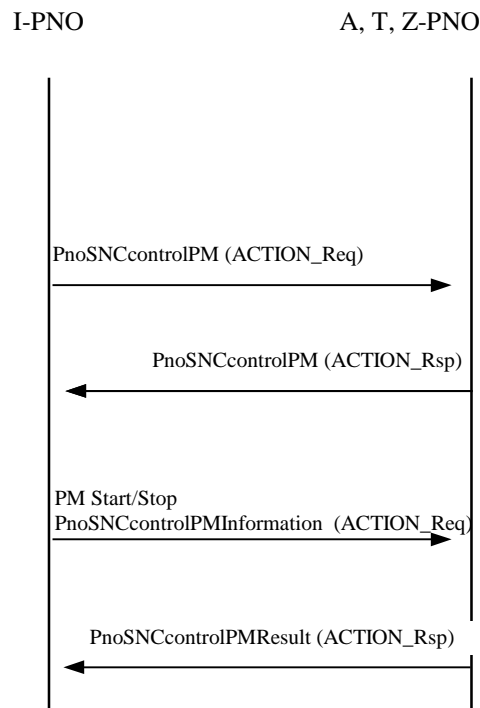 I-PNO
A, T, Z-PNO
PnoSNCcontrolPM (ACTION_Req)
PnoSNCcontrolPM (ACTION_Rsp)
PM Start/Stop
PnoSNCcontrolPMInformation (ACTION_Req)
PnoSNCcontrolPMResult (ACTION_Rsp)